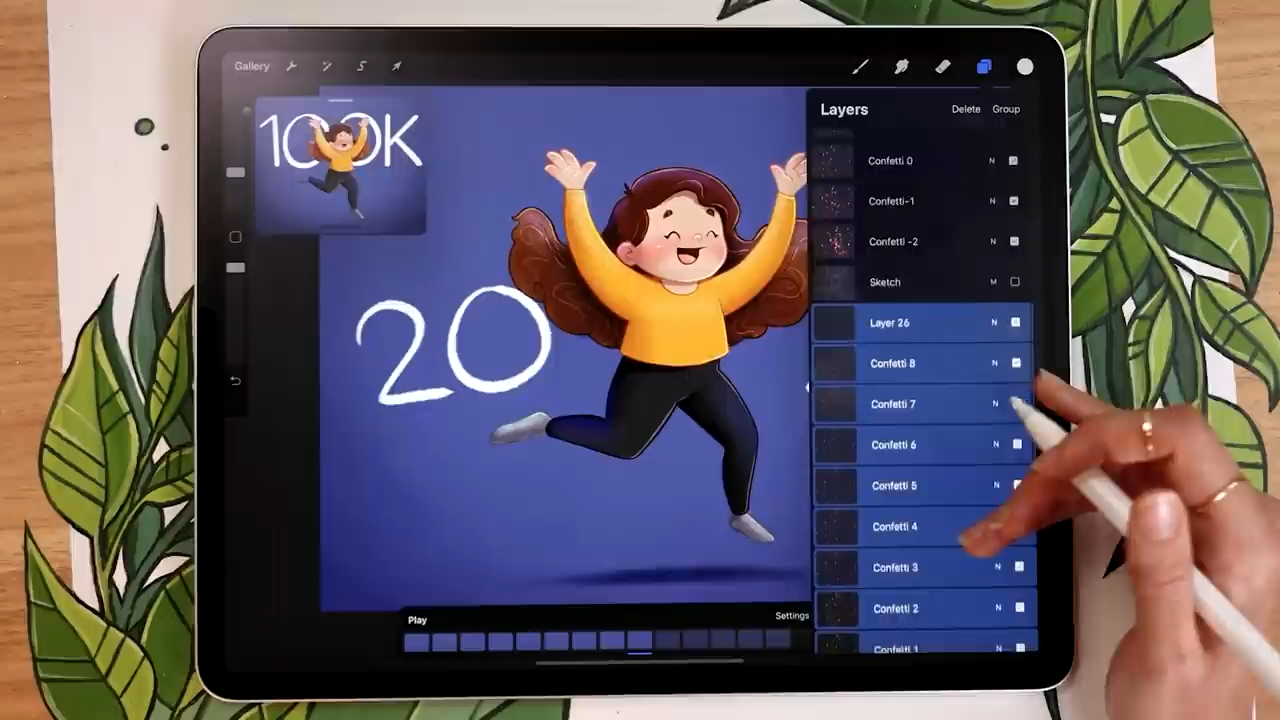 Gallery
100K
20
Layers
Delete
Group
Confetti 0
N
Confetti-1
N
Confetti -2
N
Sketch
M
Layer 26
N
Confetti 8
N
Confetti 7
N
Confetti 6
N
Confetti 5
N
Confetti 4
Confetti 3
N
Confetti 2
N
Confetti 1
N
Play
Settings